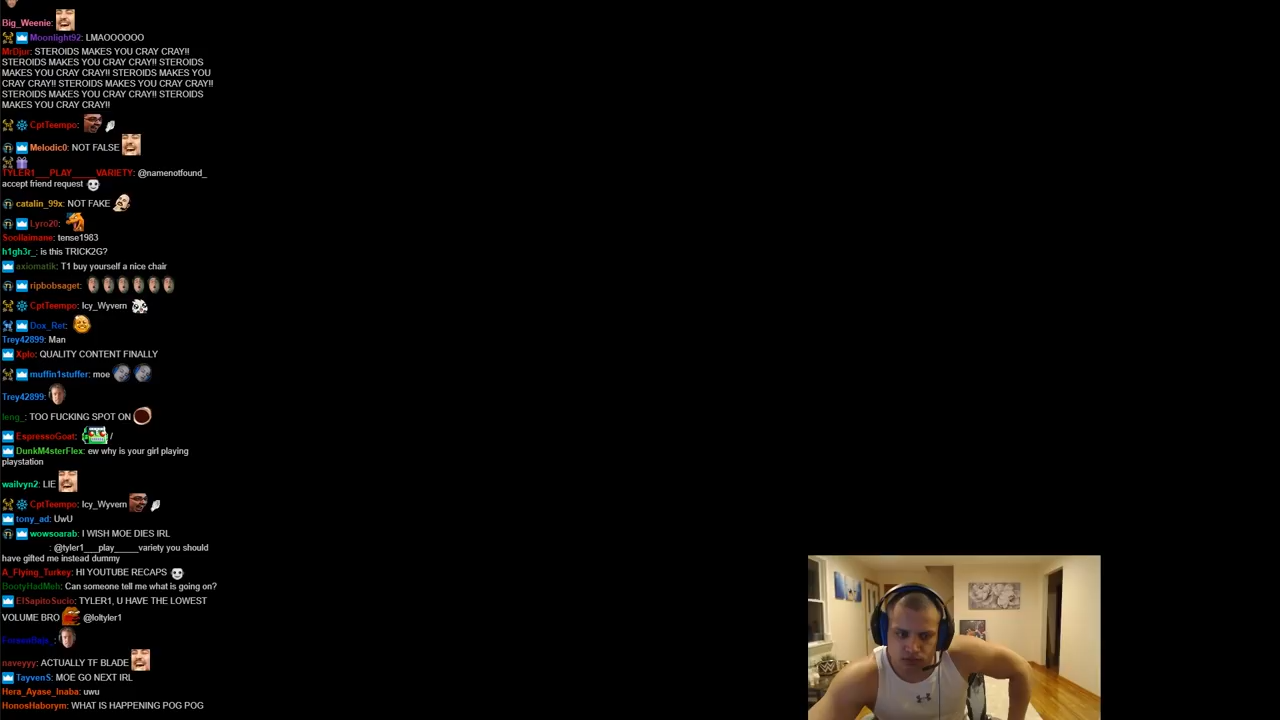 Big_Weenie:
Moonlight92: LMAOOOOOO
MrDjur: STEROIDS MAKES YOU CRAY CRAY!!
STEROIDS MAKES YOU CRAY CRAY!! STEROIDS
MAKES YOU CRAY CRAY!! STEROIDS MAKES YOU
CRAY CRAY!! STEROIDS MAKES YOU CRAY CRAY!!
STEROIDS MAKES YOU CRAY CRAY!! STEROIDS
MAKES YOU CRAY CRAY!!
CptTeempo:
Melodic0: NOT FALSE
TYLER1___PLAY_____VARIETY: @namenotfound_
accept friend request
catalin_99x: NOT FAKE
Lyro20:
Soollaimane: tense1983
h1gh3r_: is this TRICK2G?
axiomatik: T1 buy yourself a nice chair
ripbobsaget:
CptTeempo: Icy_Wyvern
Dox_Ret:
Trey42899: Man
Xplo: QUALITY CONTENT FINALLY
muffin1stuffer: moe
Trey42899:
leng_: TOO FUCKING SPOT ON
EspressoGoat: /
DunkM4sterFlex: ew why is your girl playing
playstation
wailvyn2: LIE
CptTeempo: Icy_Wyvern
tony_ad: UwU
wowsoarab: I WISH MOE DIES IRL
: @tyler1___play_____variety you should
have gifted me instead dummy
A_Flying_Turkey: HI YOUTUBE RECAPS
BootyHadMeh: Can someone tell me what is going on?
ElSapitoSucio: TYLER1, U HAVE THE LOWEST
VOLUME BRO @loltyler1
naveyyy: ACTUALLY TF BLADE
TayvenS: MOE GO NEXT IRL
Hera_Ayase_Inaba: uwu
HonosHaborym: WHAT IS HAPPENING POG POG